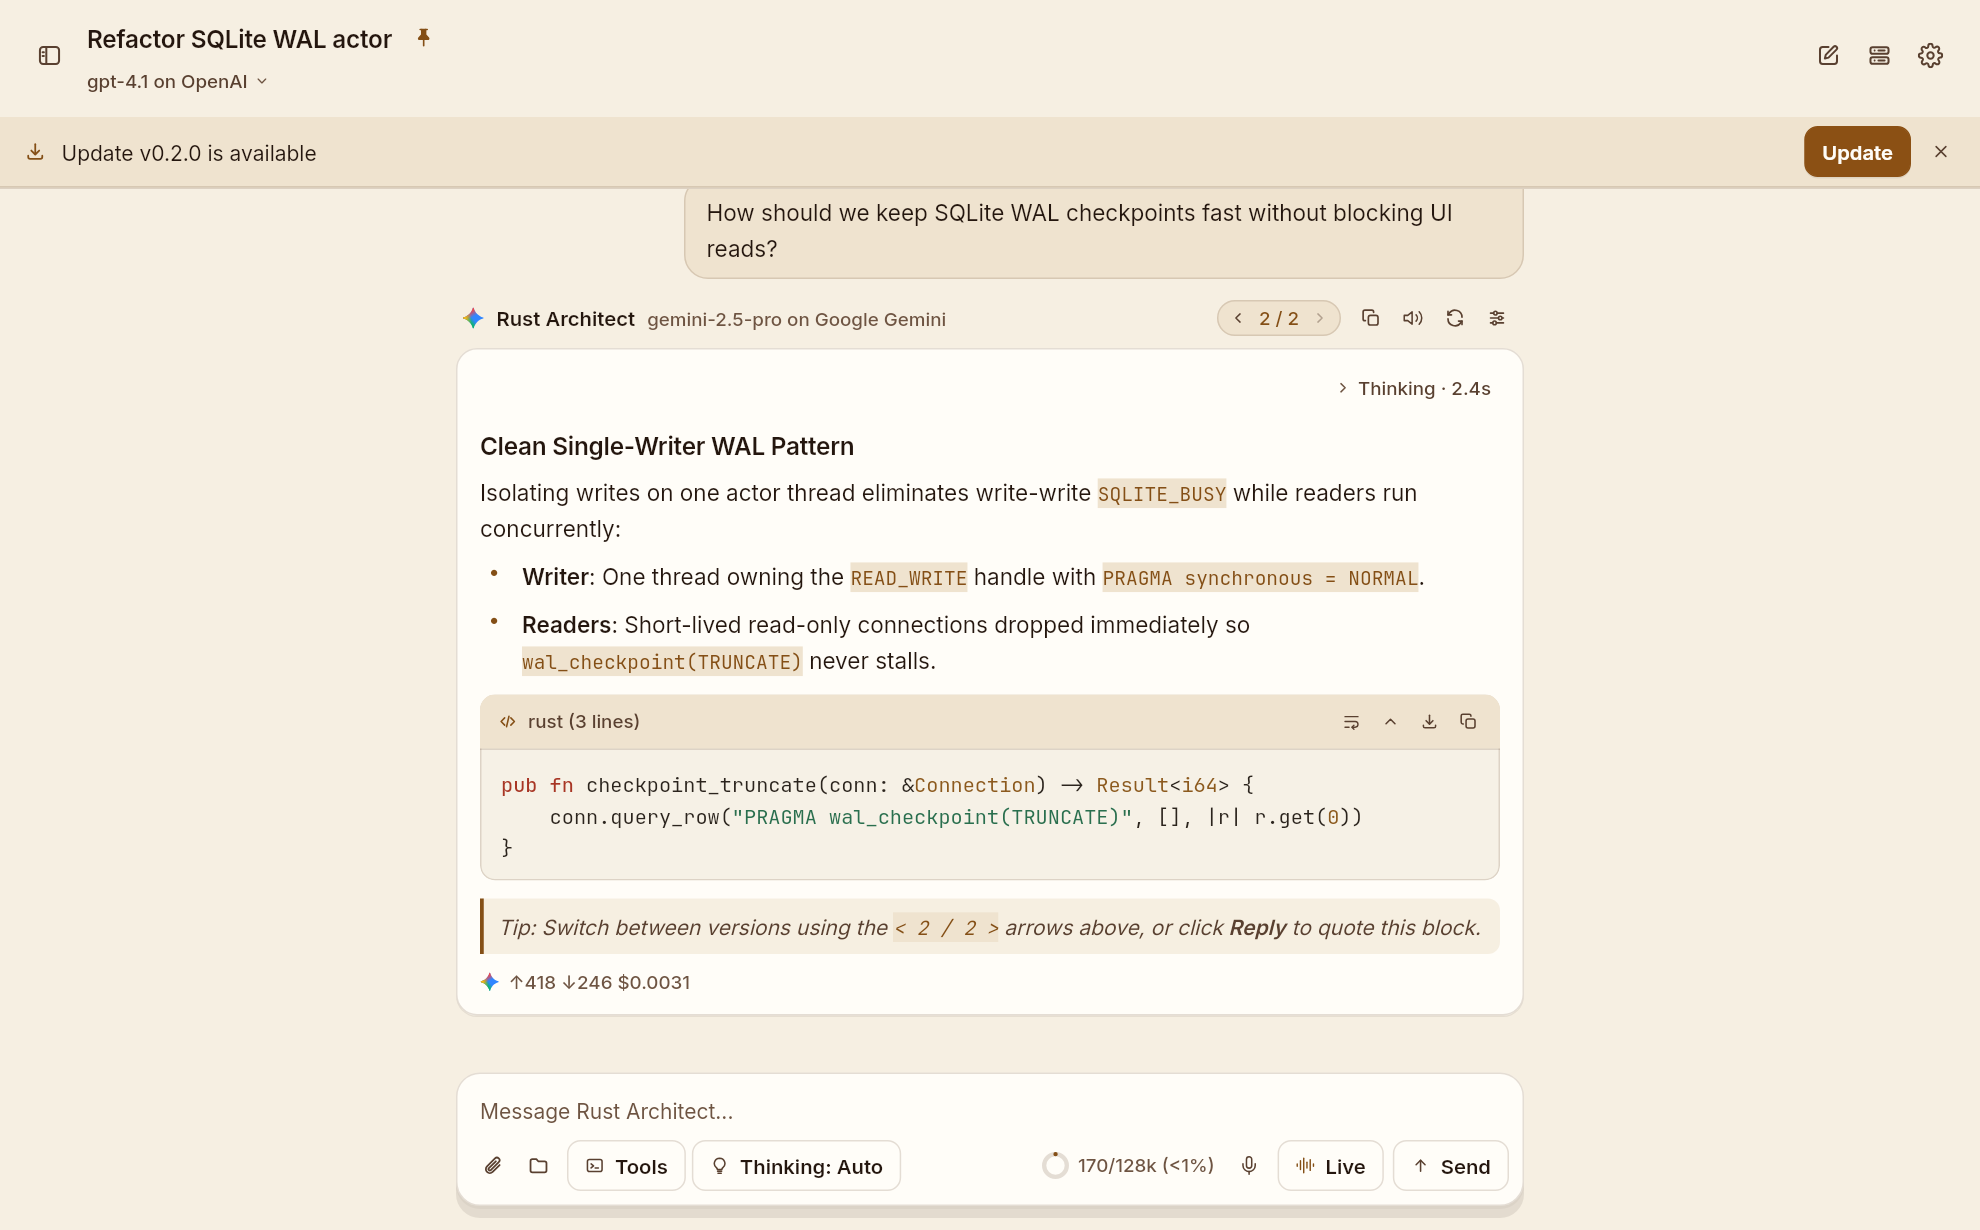 Refactor SQLite WAL actor
gpt-4.1 on OpenAI
Update v0.2.0 is available
Update
How should we keep SQLite WAL checkpoints fast without blocking UI
reads?
Rust Architect gemini-2.5-pro on Google Gemini
2 / 2
Thinking · 2.4s
Clean Single-Writer WAL Pattern
Isolating writes on one actor thread eliminates write-write SQLITE_BUSY while readers run
concurrently:
• Writer: One thread owning the READ_WRITE handle with PRAGMA synchronous = NORMAL.
• Readers: Short-lived read-only connections dropped immediately so
wal_checkpoint(TRUNCATE) never stalls.
rust (3 lines)
pub fn checkpoint_truncate(conn: &Connection) -> Result<i64> {
    conn.query_row("PRAGMA wal_checkpoint(TRUNCATE)", [], |r| r.get(0))
}
Tip: Switch between versions using the < 2 / 2 > arrows above, or click Reply to quote this block.
↑418 ↓246 $0.0031
Message Rust Architect...
Tools
Thinking: Auto
170/128k (<1%)
Live
Send